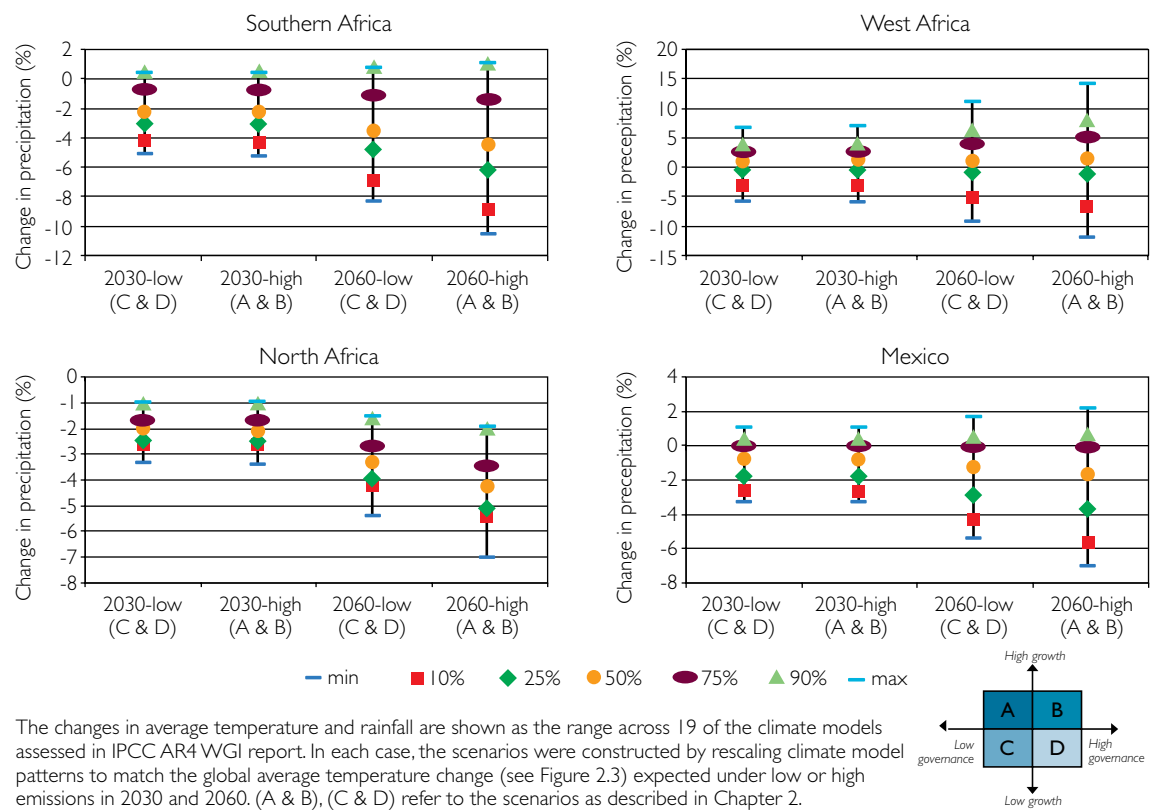 Southern Africa
Change in precipitation (%)
2
0
-2
-4
-6
-8
-10
-12
2030-low
(C & D)
2030-high
(A & B)
2060-low
(C & D)
2060-high
(A & B)
West Africa
Change in precepitation (%)
20
15
10
5
0
-5
-10
-15
2030-low
(C & D)
2030-high
(A & B)
2060-low
(C & D)
2060-high
(A & B)
North Africa
Change in precipitation (%)
0
-1
-2
-3
-4
-5
-6
-7
-8
2030-low
(C & D)
2030-high
(A & B)
2060-low
(C & D)
2060-high
(A & B)
Mexico
Change in precepitation (%)
4
2
0
-2
-4
-6
-8
2030-low
(C & D)
2030-high
(A & B)
2060-low
(C & D)
2060-high
(A & B)
min 10% 25% 50% 75% 90% max
The changes in average temperature and rainfall are shown as the range across 19 of the climate models
assessed in IPCC AR4 WGI report. In each case, the scenarios were constructed by rescaling climate model
patterns to match the global average temperature change (see Figure 2.3) expected under low or high
emissions in 2030 and 2060. (A & B), (C & D) refer to the scenarios as described in Chapter 2.
High growth
A B
Low
governance
High
governance
C D
Low growth